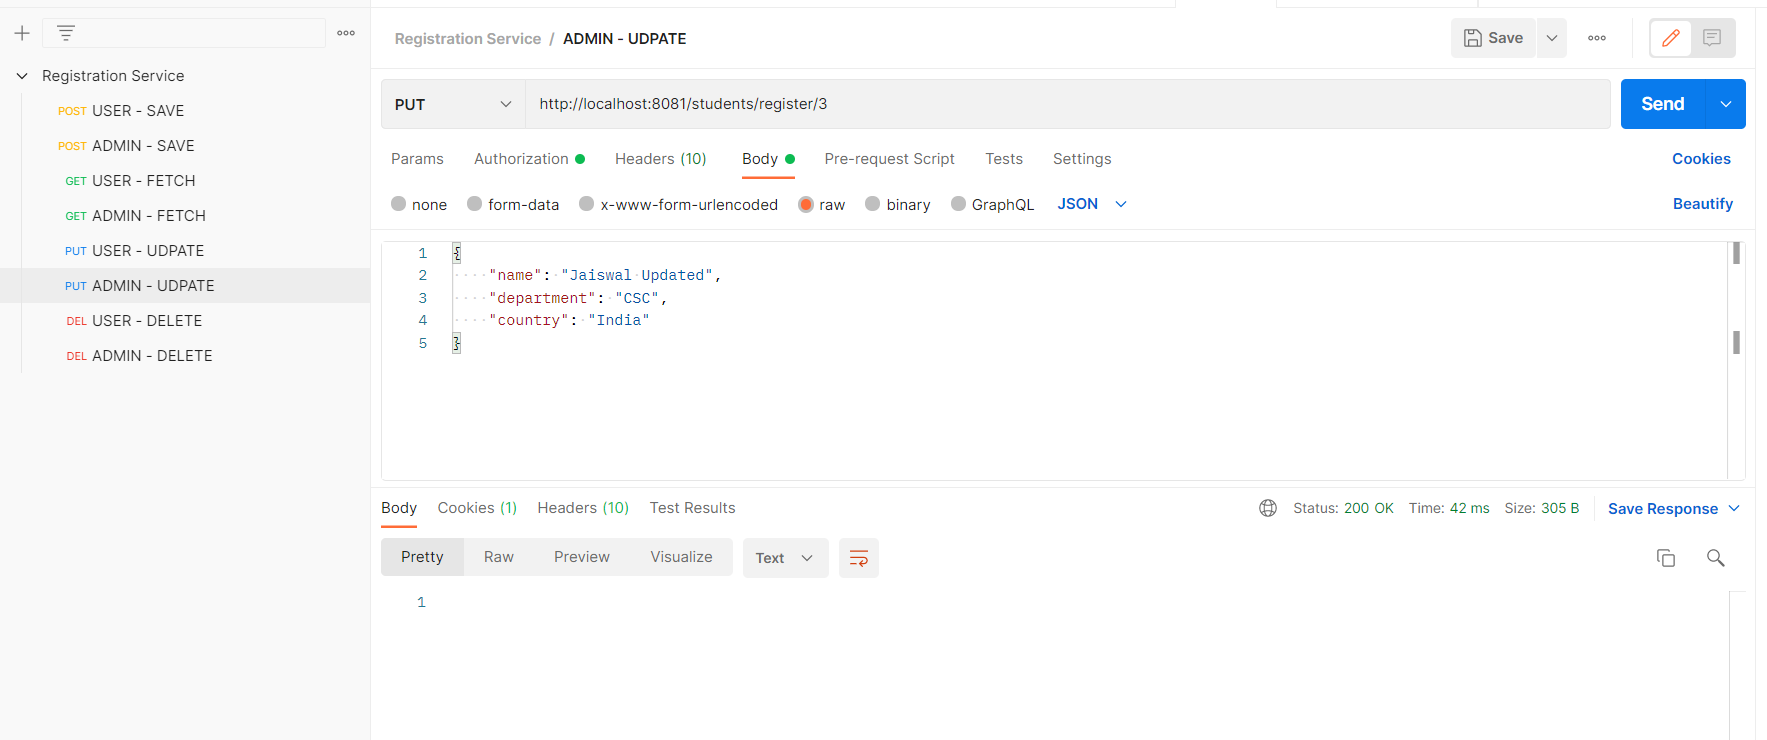 Registration Service
POST USER - SAVE
POST ADMIN - SAVE
GET USER - FETCH
GET ADMIN - FETCH
PUT USER - UDPATE
PUT ADMIN - UDPATE
DEL USER - DELETE
DEL ADMIN - DELETE
Registration Service / ADMIN - UDPATE
Save
PUT http://localhost:8081/students/register/3 Send
Params Authorization Headers (10) Body Pre-request Script Tests Settings Cookies
none form-data x-www-form-urlencoded raw binary GraphQL JSON Beautify
1 {
2 "name": "Jaiswal Updated",
3 "department": "CSC",
4 "country": "India"
5 }
Body Cookies (1) Headers (10) Test Results Status: 200 OK Time: 42 ms Size: 305 B Save Response
Pretty Raw Preview Visualize Text
1